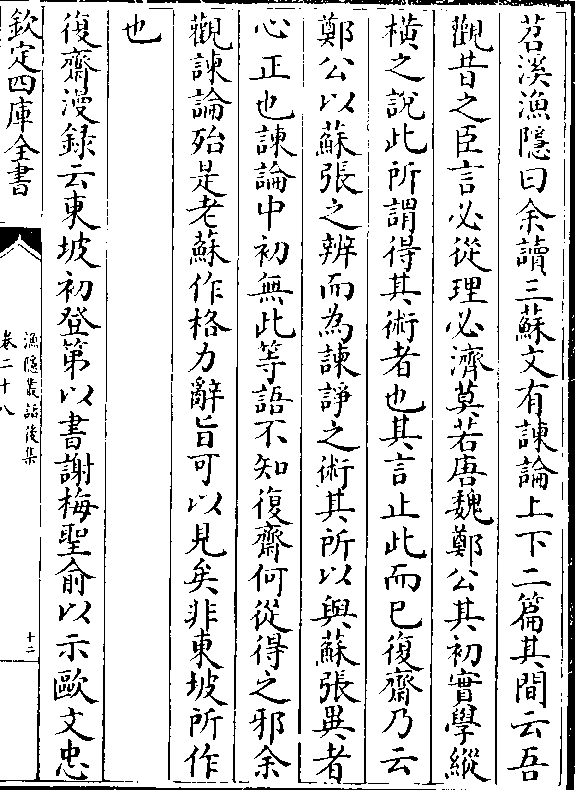 苕溪漁隱曰余讀三蘇文有諫論上下二篇其間云吾
觀昔之臣言必從理必濟莫若唐魏鄭公其初實學縱
橫之說此所謂得其術者也其言止此而已復齋乃云
鄭公以蘇張之辨而為諫諍之術其所以與蘇張異者
心正也諫論中初無此等語不知復齋何從得之邪余
觀諫論殆是老蘇作格力辭旨可以見矣非東坡所作
也
復齋漫録云東坡初登第以書謝梅聖俞以示歐文忠
欽定四庫全書
漁隱叢話後集
卷二十八
十二